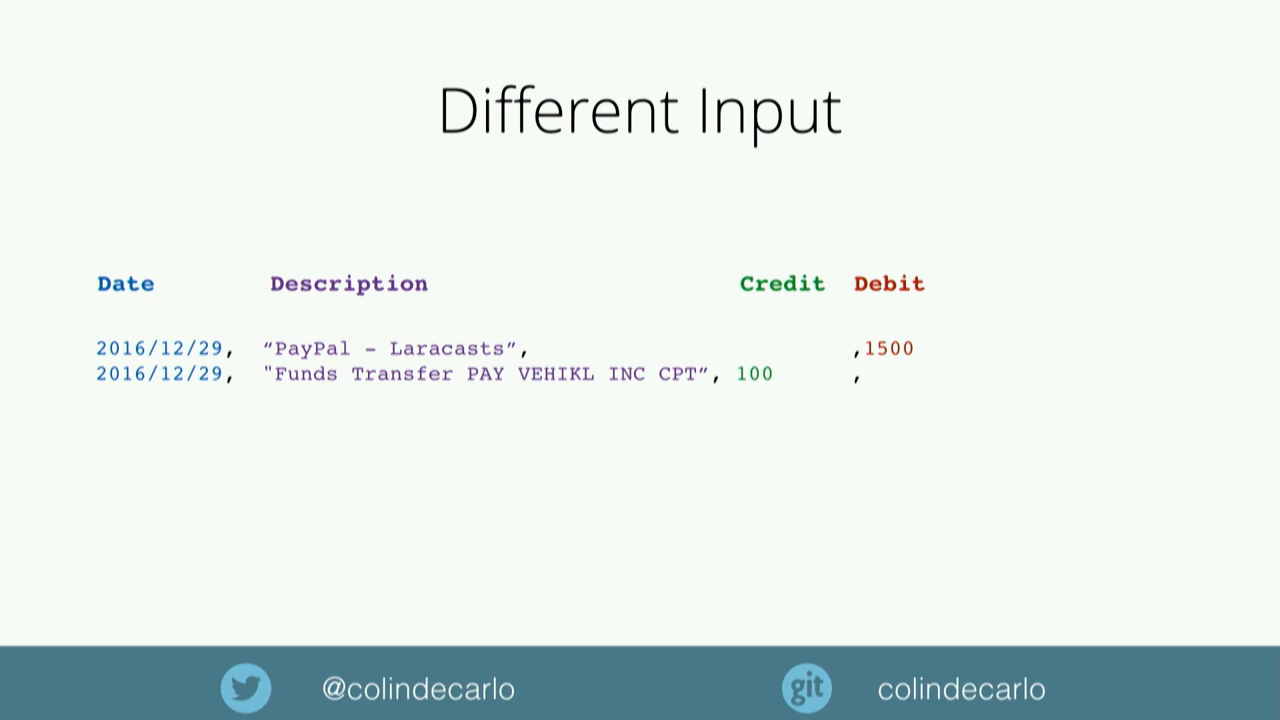 Different Input
Date Description Credit Debit
2016/12/29, “PayPal - Laracasts”, ,1500
2016/12/29, "Funds Transfer PAY VEHIKL INC CPT”, 100 ,
@colindecarlo git colindecarlo